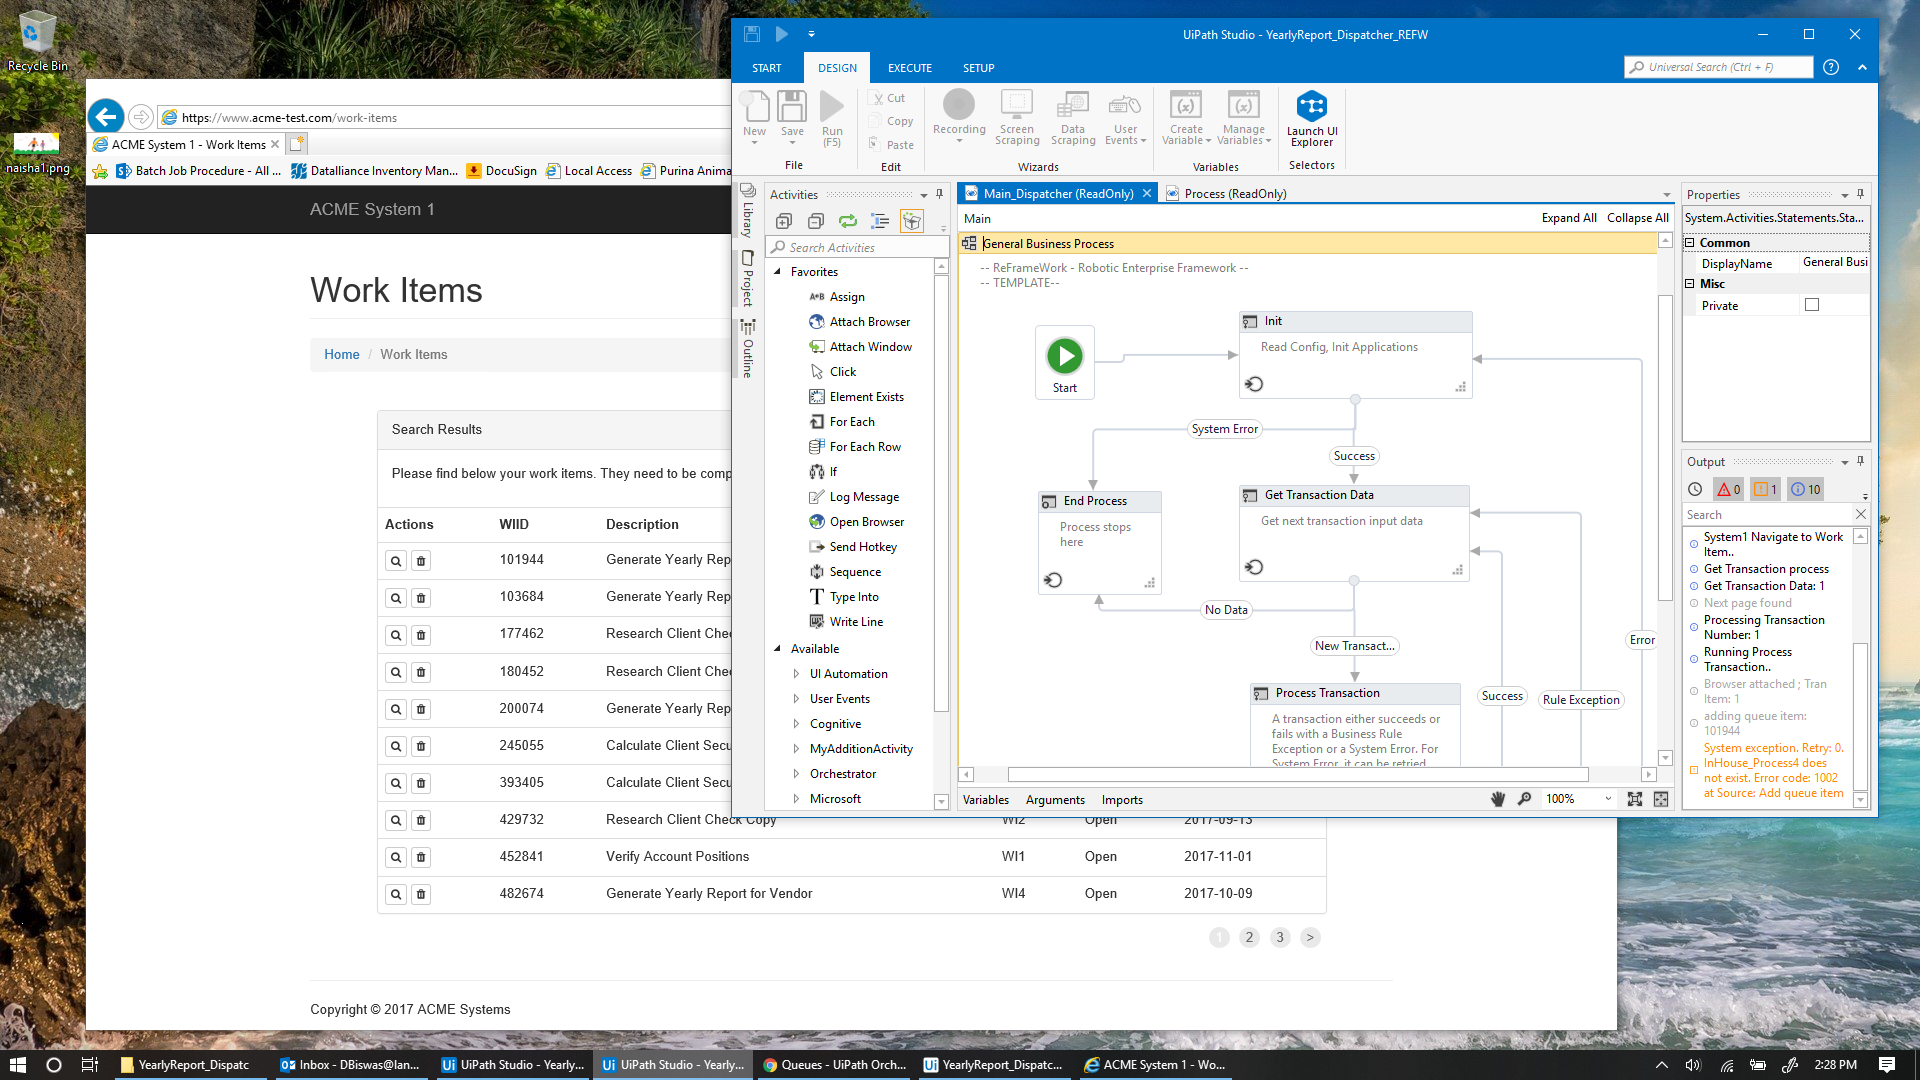 Recycle Bin
naisha1.png
https://www.acme-test.com/work-items
ACME System 1 - Work Items
Batch Job Procedure - All ...
Datalliance Inventory Man...
DocuSign
Local Access
Purina Anima
ACME System 1
Work Items
Home / Work Items
Search Results
Please find below your work items. They need to be comp
Actions WIID Description
101944 Generate Yearly Rep
103684 Generate Yearly Rep
177462 Research Client Che
180452 Research Client Che
200074 Generate Yearly Rep
245055 Calculate Client Secu
393405 Calculate Client Secu
429732 Research Client Check Copy WI2 Open 2017-09-13
452841 Verify Account Positions WI1 Open 2017-11-01
482674 Generate Yearly Report for Vendor WI4 Open 2017-10-09
1 2 3 >
Copyright © 2017 ACME Systems
UiPath Studio - YearlyReport_Dispatcher_REFW
START DESIGN EXECUTE SETUP
Universal Search (Ctrl + F)
New
Save
Run
(F5)
File
Cut
Copy
Paste
Edit
Recording
Screen
Scraping
Data
Scraping
User
Events
Wizards
Create
Variable
Manage
Variables
Variables
Launch UI
Explorer
Selectors
Library
Project
Outline
Activities
Search Activities
Favorites
A*B Assign
Attach Browser
Attach Window
Click
Element Exists
For Each
For Each Row
If
Log Message
Open Browser
Send Hotkey
Sequence
Type Into
Write Line
Available
UI Automation
User Events
Cognitive
MyAdditionActivity
Orchestrator
Microsoft
Main_Dispatcher (ReadOnly)
Process (ReadOnly)
Main
Expand All Collapse All
General Business Process
-- ReFrameWork - Robotic Enterprise Framework --
-- TEMPLATE--
Start
Init
Read Config, Init Applications
System Error
Success
End Process
Process stops
here
Get Transaction Data
Get next transaction input data
No Data
New Transact...
Error
Success
Rule Exception
Process Transaction
A transaction either succeeds or
fails with a Business Rule
Exception or a System Error. For
System Error, it can be retried
Variables Arguments Imports
100%
Properties
System.Activities.Statements.Sta...
Common
DisplayName General Busi
Misc
Private
Output
0 1 10
Search
System1 Navigate to Work
Item..
Get Transaction process
Get Transaction Data: 1
Next page found
Processing Transaction
Number: 1
Running Process
Transaction..
Browser attached ; Tran
Item: 1
adding queue item:
101944
System exception. Retry: 0.
InHouse_Process4 does
not exist. Error code: 1002
at Source: Add queue item
YearlyReport_Dispatc
Inbox - DBiswas@lan...
UiPath Studio - Yearly...
UiPath Studio - Yearly...
Queues - UiPath Orch...
YearlyReport_Dispatc...
ACME System 1 - Wo...
2:28 PM